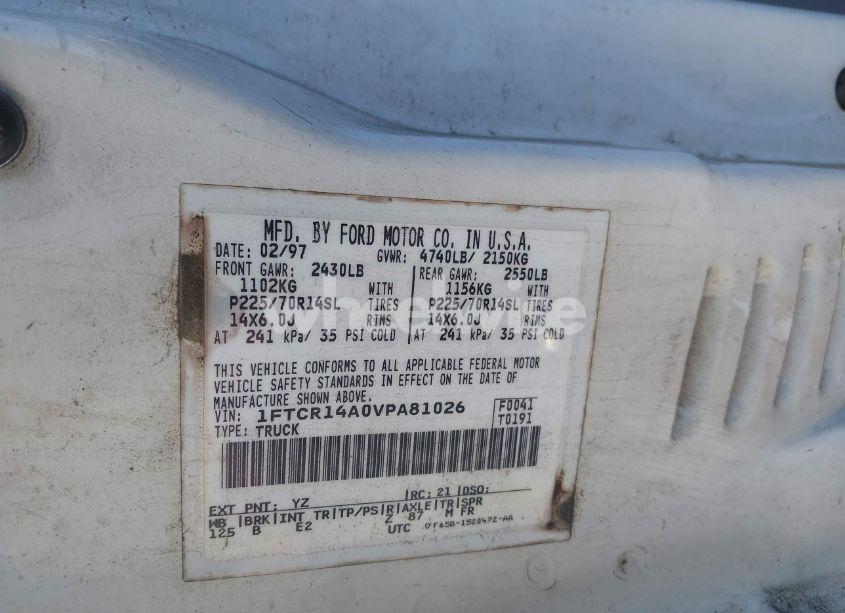 MFD. BY FORD MOTOR CO. IN U.S.A.
DATE: 02/97 GVWR: 4740LB/ 2150KG
FRONT GAWR: 2430LB REAR GAWR: 2550LB
1102KG WITH 1156KG WITH
P225/70R14SL TIRES P225/70R14SL TIRES
14X6.0J RIMS 14X6.0J RIMS
AT 241 kPa/ 35 PSI COLD AT 241 kPa/ 35 PSI COLD
THIS VEHICLE CONFORMS TO ALL APPLICABLE FEDERAL MOTOR
VEHICLE SAFETY STANDARDS IN EFFECT ON THE DATE OF
MANUFACTURE SHOWN ABOVE.
VIN: 1FTCR14A0VPA81026 F0041
TYPE: TRUCK T0191
EXT PNT: YZ RC: 21 DSO:
WB BRK INT TR TP/PS R AXLE TR SPR
125 B E2 Z 87 M FR
UTC F65B-1520472-AA